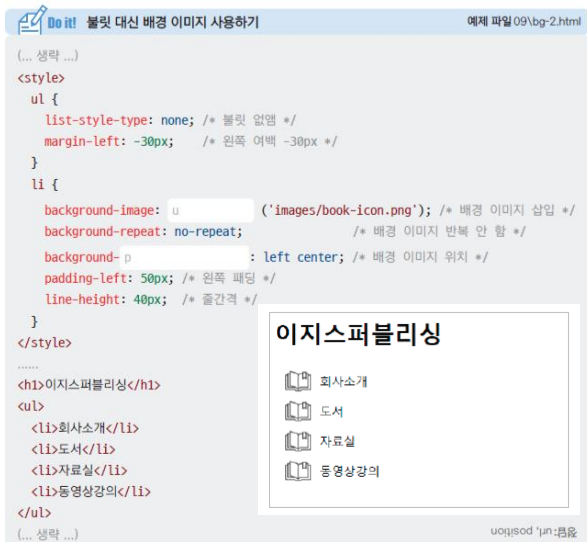 Do it! 불릿 대신 배경 이미지 사용하기 예제 파일 09\bg-2.html
(... 생략 ...)
<style>
ul {
list-style-type: none; /* 불릿 없앰 */
margin-left: -30px; /* 왼쪽 여백 -30px */
}
li {
background-image: u ('images/book-icon.png'); /* 배경 이미지 삽입 */
background-repeat: no-repeat; /* 배경 이미지 반복 안 함 */
background- p : left center; /* 배경 이미지 위치 */
padding-left: 50px; /* 왼쪽 패딩 */
line-height: 40px; /* 줄간격 */
}
</style>
......
<h1>이지스퍼블리싱</h1>
<ul>
<li>회사소개</li>
<li>도서</li>
<li>자료실</li>
<li>동영상강의</li>
</ul>
(... 생략 ...)
이지스퍼블리싱
회사소개
도서
자료실
동영상강의
정답: url, position